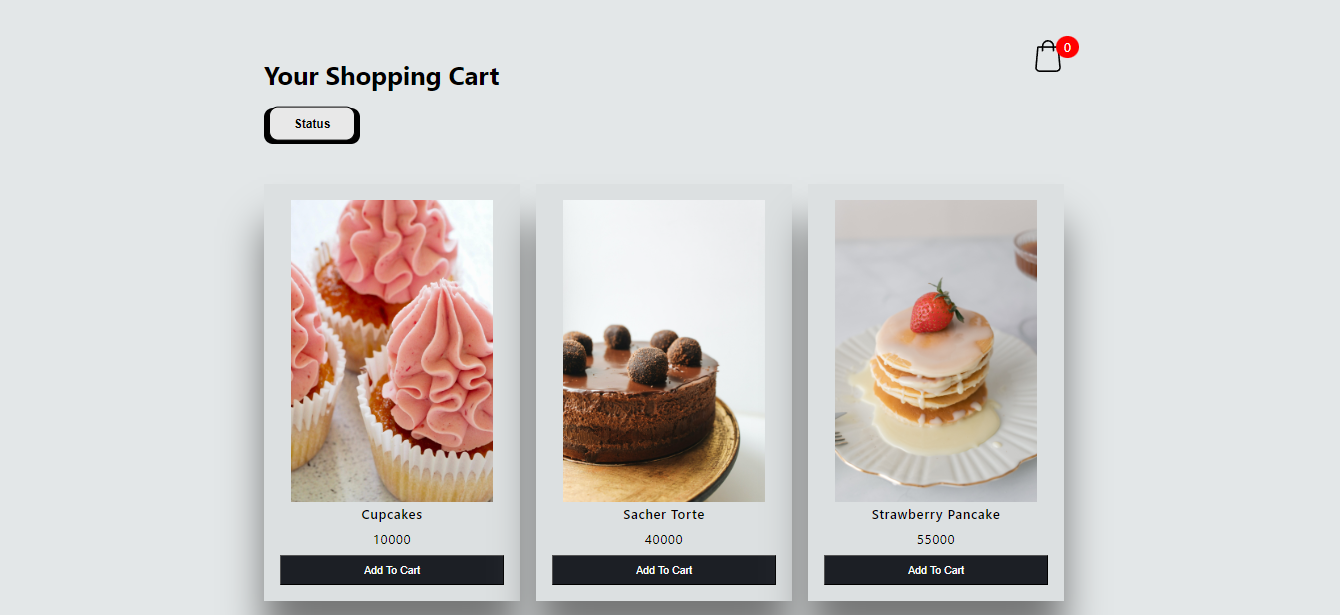 0
Your Shopping Cart
Status
Cupcakes
10000
Add To Cart
Sacher Torte
40000
Add To Cart
Strawberry Pancake
55000
Add To Cart